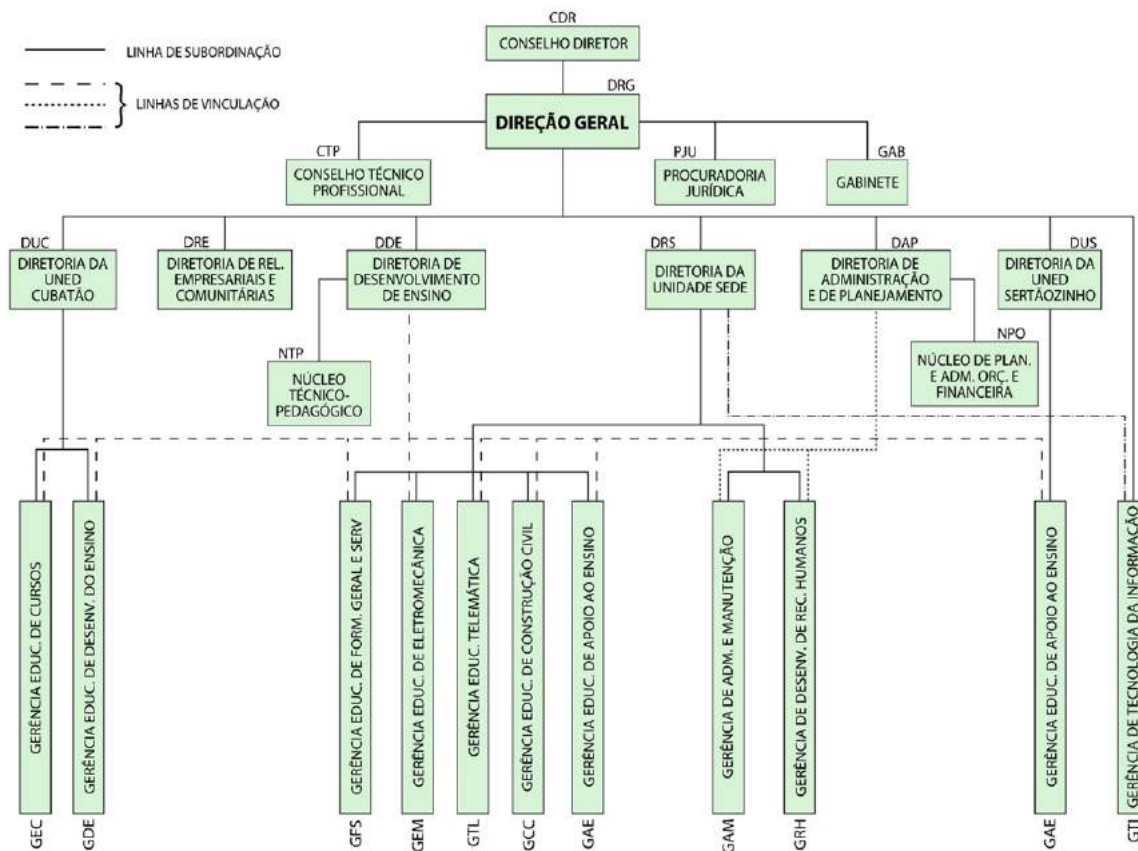 CDR
CONSELHO DIRETOR
LINHA DE SUBORDINAÇÃO
LINHAS DE VINCULAÇÃO
DRG
DIREÇÃO GERAL
CTP
CONSELHO TÉCNICO
PROFISSIONAL
PJU
PROCURADORIA
JURÍDICA
GAB
GABINETE
DUC
DIRETORIA DA
UNED
CUBATÃO
DRE
DIRETORIA DE REL.
EMPRESARIAIS E
COMUNITÁRIAS
DDE
DIRETORIA DE
DESENVOLVIMENTO
DE ENSINO
DRS
DIRETORIA DA
UNIDADE SEDE
DAP
DIRETORIA DE
ADMINISTRAÇÃO
E DE PLANEJAMENTO
DUS
DIRETORIA DA
UNED
SERTÃOZINHO
NTP
NÚCLEO
TÉCNICO-
PEDAGÓGICO
NPO
NÚCLEO DE PLAN.
E ADM. ORÇ. E
FINANCEIRA
GERÊNCIA EDUC. DE CURSOS
GERÊNCIA EDUC. DE DESENV. DO ENSINO
GERÊNCIA EDUC. DE FORM. GERAL E SERV
GERÊNCIA EDUC. DE ELETROMECÂNICA
GERÊNCIA EDUC. TELEMÁTICA
GERÊNCIA EDUC. DE CONSTRUÇÃO CIVIL
GERÊNCIA EDUC. DE APOIO AO ENSINO
GERÊNCIA DE ADM. E MANUTENÇÃO
GERÊNCIA DE DESENV. DE REC. HUMANOS
GERÊNCIA EDUC. DE APOIO AO ENSINO
GERÊNCIA DE TECNOLOGIA DA INFORMAÇÃO
GEC
GDE
GFS
GEM
GTL
GCC
GAE
GAM
GRH
GAE
GTI